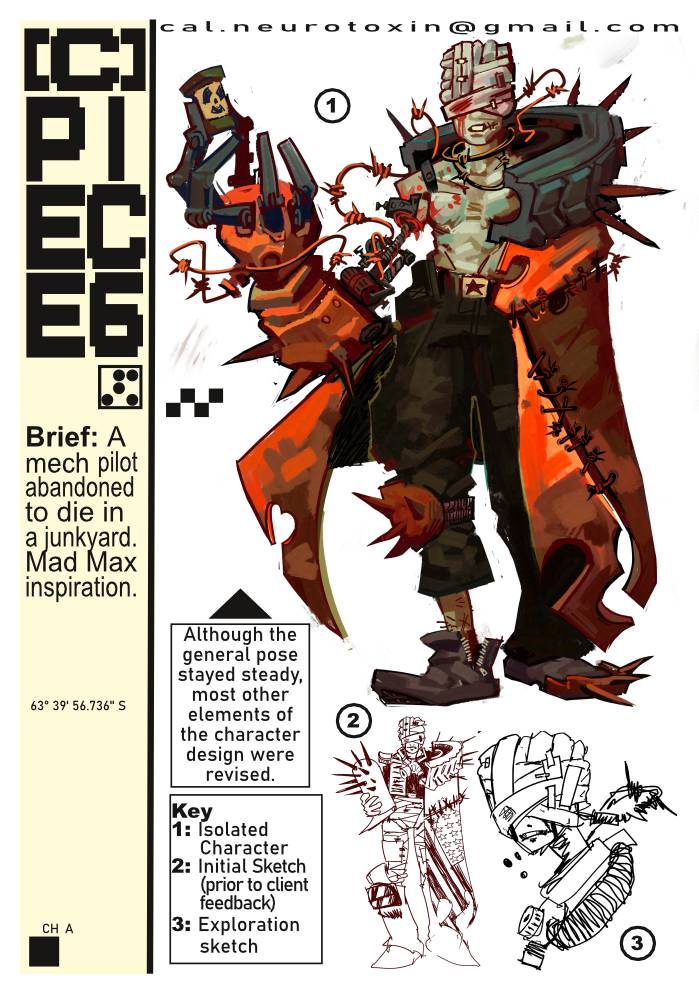 cal.neurotoxin@gmail.com
[C]
PI
EC
E6
1
Brief: A
mech pilot
abandoned
to die in
a junkyard.
Mad Max
inspiration.
63° 39' 56.736" S
CH A
Although the
general pose
stayed steady,
most other
elements of
the character
design were
revised.
Key
1: Isolated
Character
2: Initial Sketch
(prior to client
feedback)
3: Exploration
sketch
2
3